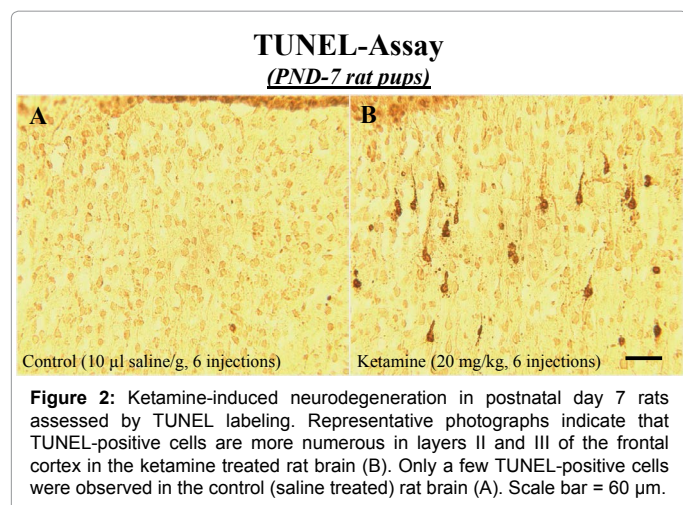 TUNEL-Assay
(PND-7 rat pups)
A
B
Control (10 µl saline/g, 6 injections)
Ketamine (20 mg/kg, 6 injections)
Figure 2: Ketamine-induced neurodegeneration in postnatal day 7 rats
assessed by TUNEL labeling. Representative photographs indicate that
TUNEL-positive cells are more numerous in layers II and III of the frontal
cortex in the ketamine treated rat brain (B). Only a few TUNEL-positive cells
were observed in the control (saline treated) rat brain (A). Scale bar = 60 µm.